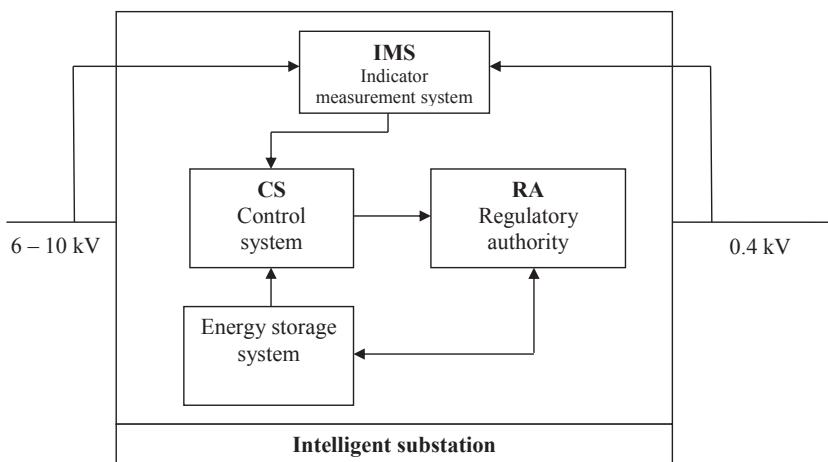 IMS
Indicator
measurement system
CS
Control
system
RA
Regulatory
authority
6 – 10 kV
0.4 kV
Energy storage
system
Intelligent substation